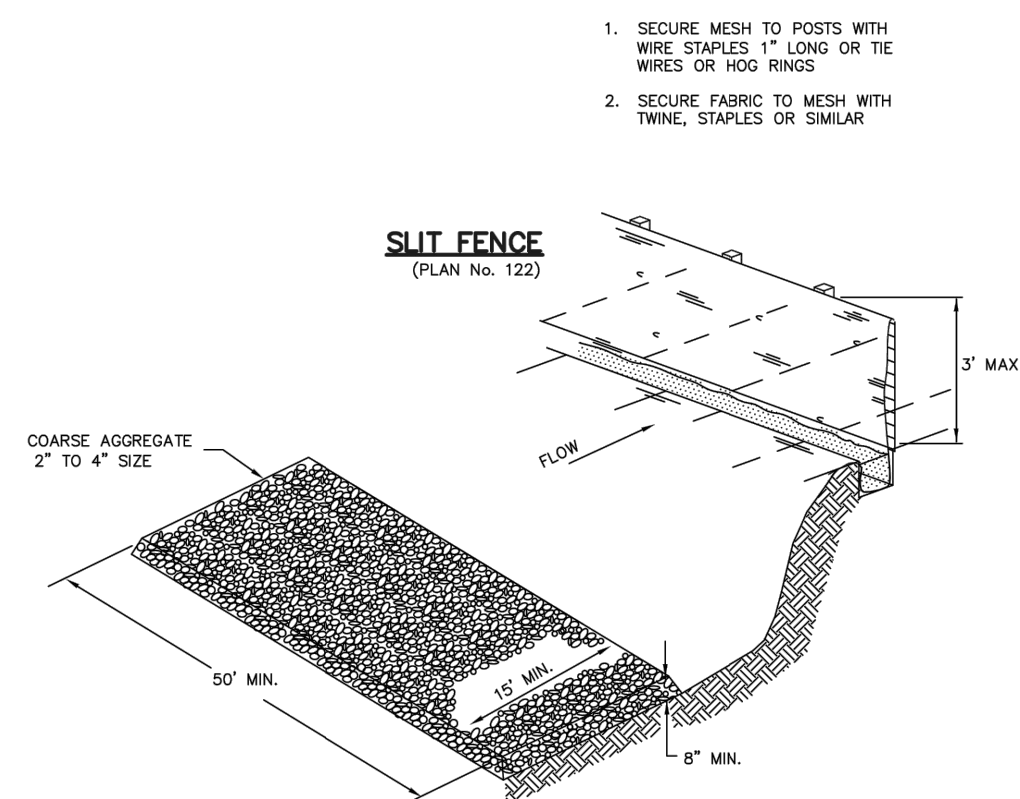 1. SECURE MESH TO POSTS WITH
WIRE STAPLES 1” LONG OR TIE
WIRES OR HOG RINGS
2. SECURE FABRIC TO MESH WITH
TWINE, STAPLES OR SIMILAR
SLIT FENCE
(PLAN No. 122)
3' MAX
FLOW
COARSE AGGREGATE
2” TO 4” SIZE
50' MIN.
15' MIN.
8” MIN.